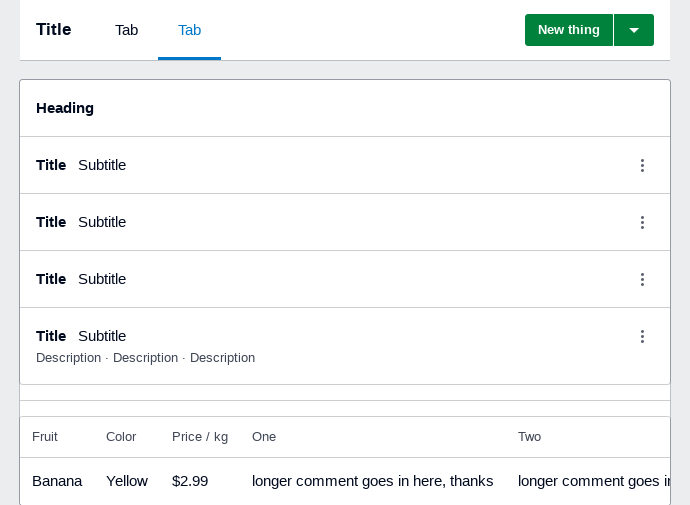 Title Tab Tab New thing
Heading
Title Subtitle
Title Subtitle
Title Subtitle
Title Subtitle
Description · Description · Description
Fruit Color Price / kg One Two
Banana Yellow $2.99 longer comment goes in here, thanks longer comment goes